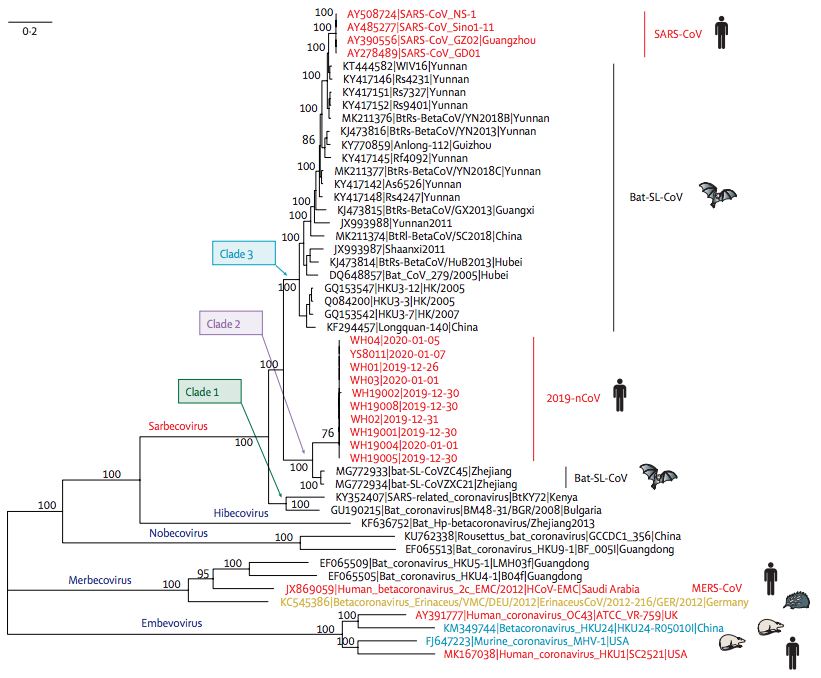 0·2
100
AY508724|SARS-CoV_NS-1
AY485277|SARS-CoV_Sino1-11
100
AY390556|SARS-CoV_GZ02|Guangzhou
SARS-CoV
100
AY278489|SARS-CoV_GD01
KT444582|WIV16|Yunnan
100
KY417146|Rs4231|Yunnan
KY417151|Rs7327|Yunnan
100
KY417152|Rs9401|Yunnan
MK211376|BtRs-BetaCoV/YN2018B|Yunnan
KJ473816|BtRs-BetaCoV/YN2013|Yunnan
86
KY770859|Anlong-112|Guizhou
KY417145|Rf4092|Yunnan
100
MK211377|BtRs-BetaCoV/YN2018C|Yunnan
KY417142|As6526|Yunnan
KY417148|Rs4247|Yunnan
Bat-SL-CoV
100
KJ473815|BtRs-BetaCoV/GX2013|Guangxi
100
JX993988|Yunnan2011
100
MK211374|BtRl-BetaCoV/SC2018|China
JX993987|Shaanxi2011
Clade 3
KJ473814|BtRs-BetaCoV/HuB2013|Hubei
DQ648857|Bat_CoV_279/2005|Hubei
100
GQ153547|HKU3-12|HK/2005
Q084200|HKU3-3|HK/2005
GQ153542|HKU3-7|HK/2007
Clade 2
KF294457|Longquan-140|China
WH04|2020-01-05
YS8011|2020-01-07
100
WH01|2019-12-26
WH03|2020-01-01
Clade 1
WH19002|2019-12-30
2019-nCoV
WH19008|2019-12-30
WH02|2019-12-31
Sarbecovirus
76
WH19001|2019-12-30
100
WH19004|2020-01-01
WH19005|2019-12-30
100
MG772933|bat-SL-CoVZC45|Zhejiang
Bat-SL-CoV
100
100
MG772934|bat-SL-CoVZXC21|Zhejiang
KY352407|SARS-related_coronavirus|BtKY72|Kenya
100
100
GU190215|Bat_coronavirus|BM48-31/BGR/2008|Bulgaria
Hibecovirus
KF636752|Bat_Hp-betacoronavirus/Zhejiang2013
Nobecovirus
KU762338|Rousettus_bat_coronavirus|GCCDC1_356|China
100
EF065513|Bat_coronavirus_HKU9-1|BF_005I|Guangdong
100
EF065509|Bat_coronavirus_HKU5-1|LMH03f|Guangdong
95
EF065505|Bat_coronavirus_HKU4-1|B04f|Guangdong
Merbecovirus
100
JX869059|Human_betacoronavirus_2c_EMC/2012|HCoV-EMC|Saudi Arabia
MERS-CoV
KC545386|Betacoronavirus_Erinaceus/VMC/DEU/2012|ErinaceusCoV/2012-216/GER/2012|Germany
Embevovirus
100
AY391777|Human_coronavirus_OC43|ATCC_VR-759|UK
100
KM349744|Betacoronavirus_HKU24|HKU24-R05010I|China
FJ647223|Murine_coronavirus_MHV-1|USA
100
MK167038|Human_coronavirus_HKU1|SC2521|USA